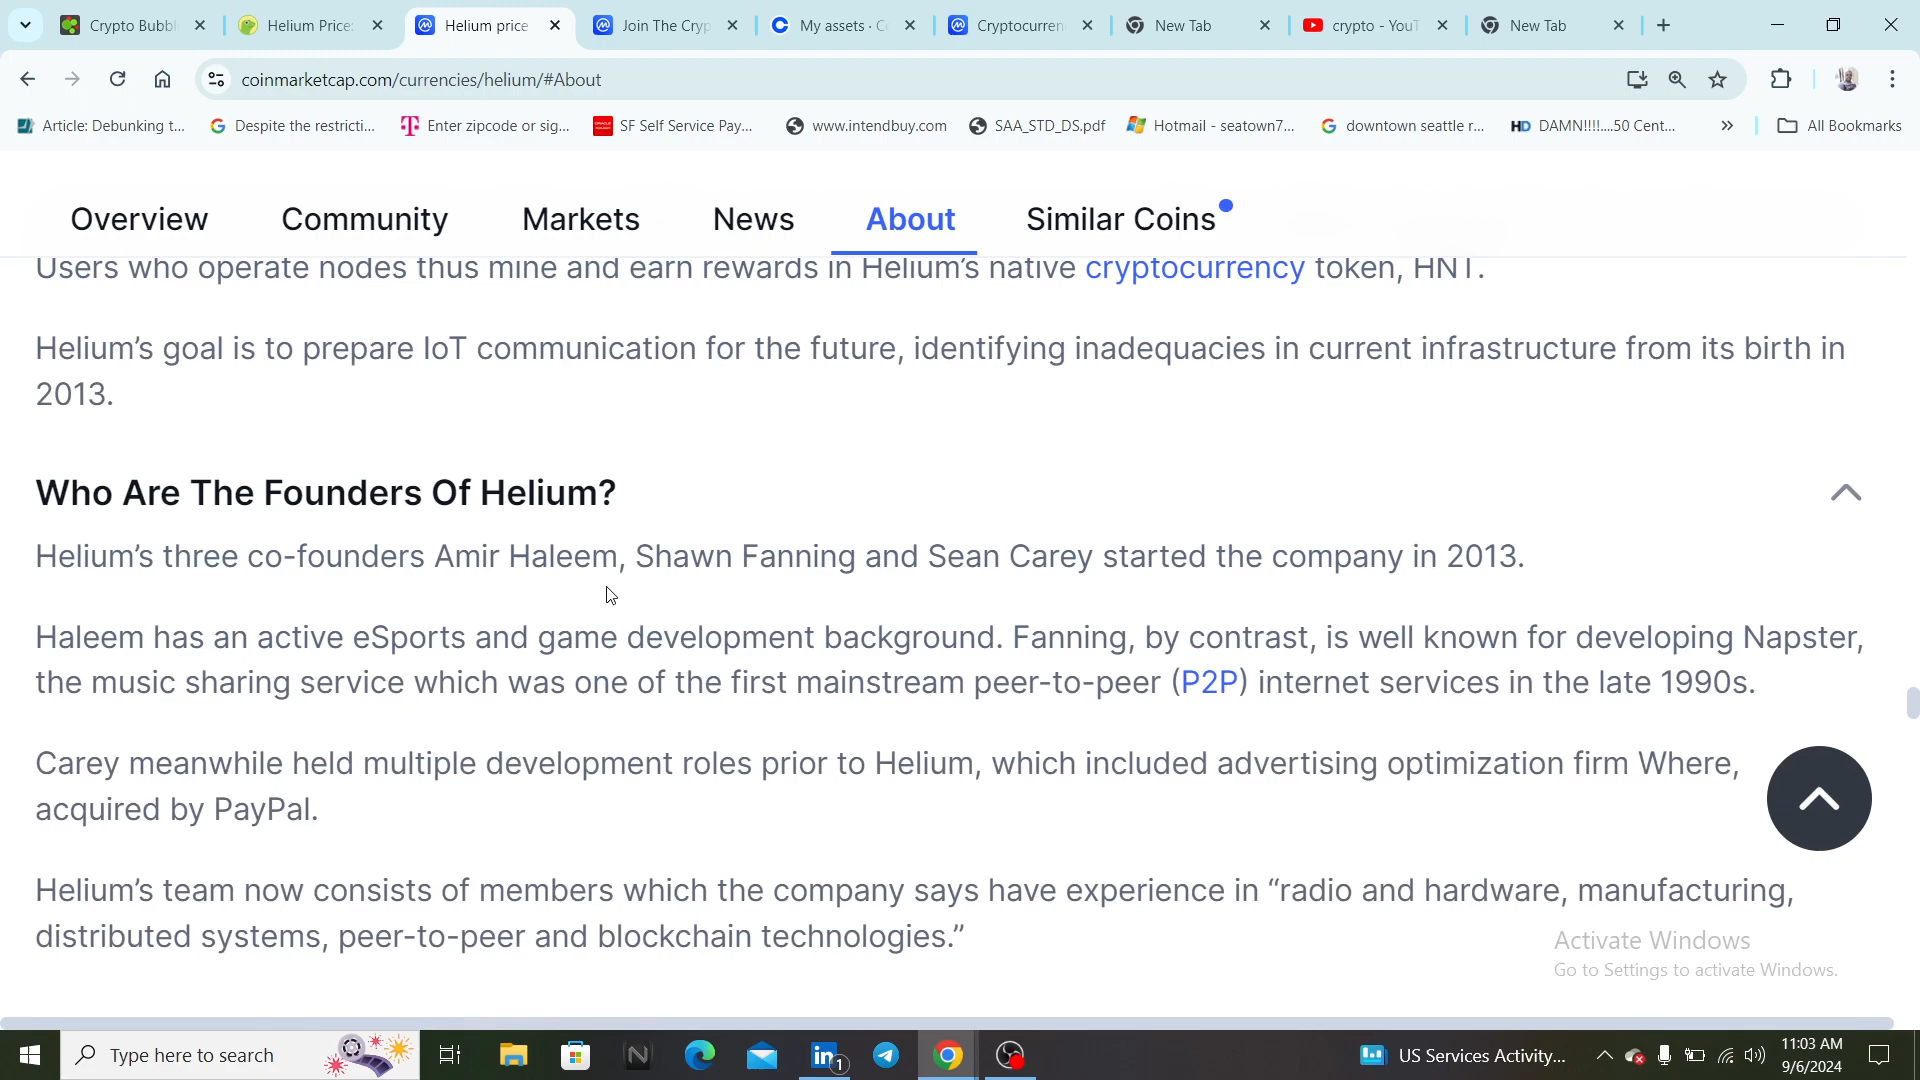 Crypto Bubbl
Helium Price:
Helium price
Join The Cryp
My assets · C
Cryptocurren
New Tab
crypto - YouT
New Tab
coinmarketcap.com/currencies/helium/#About
Article: Debunking t...
Despite the restricti...
Enter zipcode or sig...
SF Self Service Pay...
www.intendbuy.com
SAA_STD_DS.pdf
Hotmail - seatown7...
downtown seattle r...
HD DAMN!!!!....50 Cent...
All Bookmarks
Overview
Community
Markets
News
About
Similar Coins
Users who operate nodes thus mine and earn rewards in Helium's native cryptocurrency token, HNT.
Helium's goal is to prepare IoT communication for the future, identifying inadequacies in current infrastructure from its birth in
2013.
Who Are The Founders Of Helium?
Helium's three co-founders Amir Haleem, Shawn Fanning and Sean Carey started the company in 2013.
Haleem has an active eSports and game development background. Fanning, by contrast, is well known for developing Napster,
the music sharing service which was one of the first mainstream peer-to-peer (P2P) internet services in the late 1990s.
Carey meanwhile held multiple development roles prior to Helium, which included advertising optimization firm Where,
acquired by PayPal.
Helium's team now consists of members which the company says have experience in “radio and hardware, manufacturing,
distributed systems, peer-to-peer and blockchain technologies.”
Activate Windows
Go to Settings to activate Windows.
Type here to search
1
US Services Activity...
11:03 AM
9/6/2024